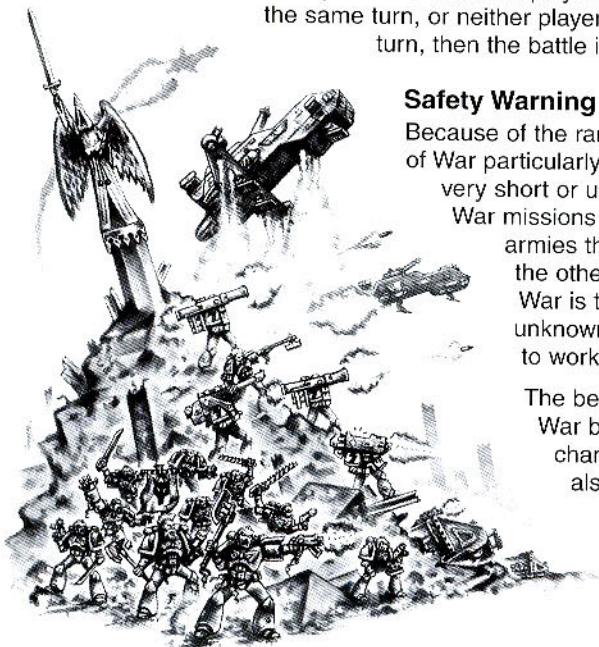 the same turn, or neither player
turn, then the battle i
Safety Warning
Because of the ra
of War particularly
very short or u
War missions
armies th
the othe
War is t
unknown
to work
The be
War b
char
als